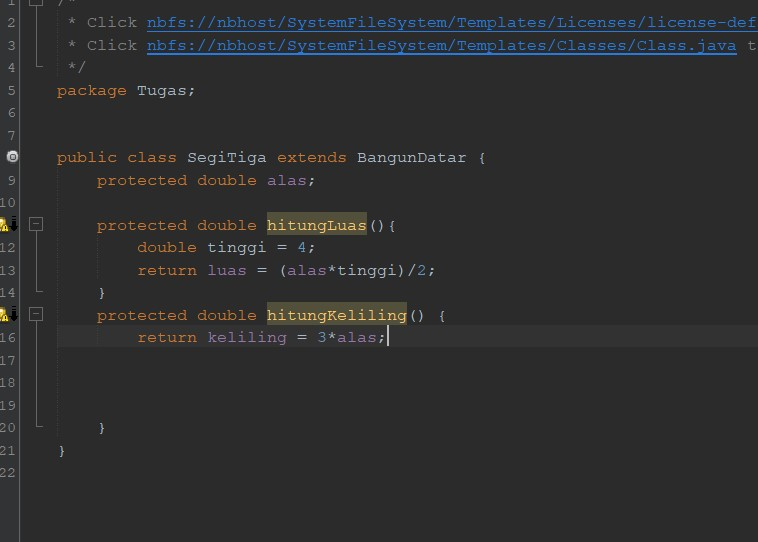 1 /*
2 * Click nbfs://nbhost/SystemFileSystem/Templates/Licenses/license-def
3 * Click nbfs://nbhost/SystemFileSystem/Templates/Classes/Class.java t
4 */
5 package Tugas;
6
7
public class SegiTiga extends BangunDatar {
9 protected double alas;
10
protected double hitungLuas(){
12 double tinggi = 4;
13 return luas = (alas*tinggi)/2;
14 }
protected double hitungKeliling() {
16 return keliling = 3*alas;
17
18
19
20 }
21 }
22